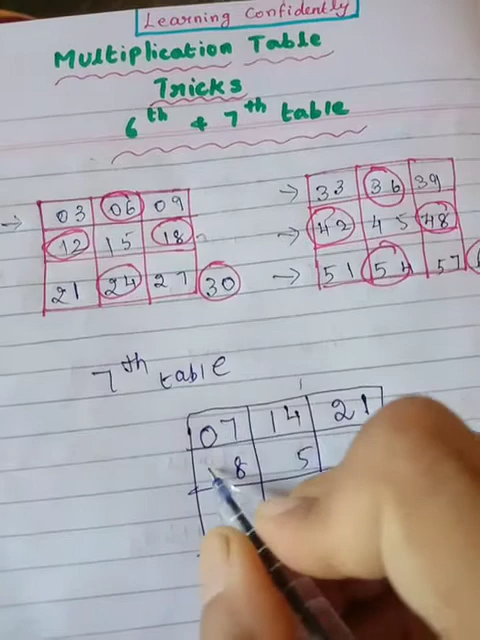 Learning Confidently
Multiplication Table
Tricks
6th & 7th table
→ 03 06 09
12 15 18
21 24 27 30
→ 33 36 39
→ 42 45 48
→ 51 54 57
7th table
07 14 21
8 5